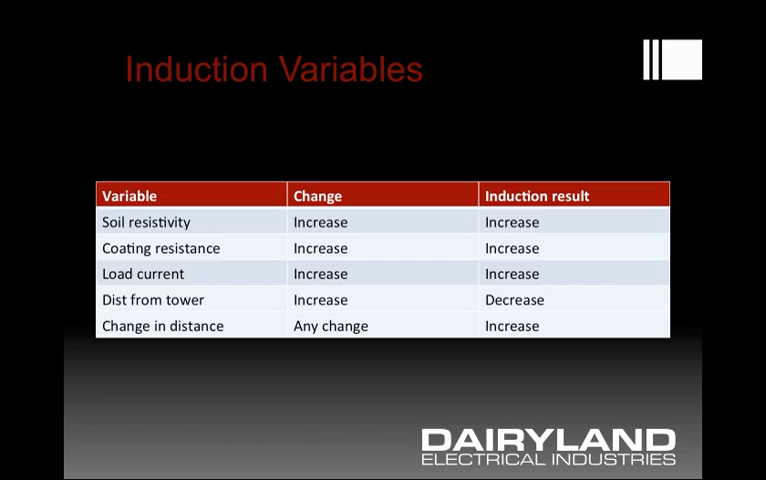 Induction Variables
Variable Change Induction result
Soil resistivity Increase Increase
Coating resistance Increase Increase
Load current Increase Increase
Dist from tower Increase Decrease
Change in distance Any change Increase
DAIRYLAND
ELECTRICAL INDUSTRIES